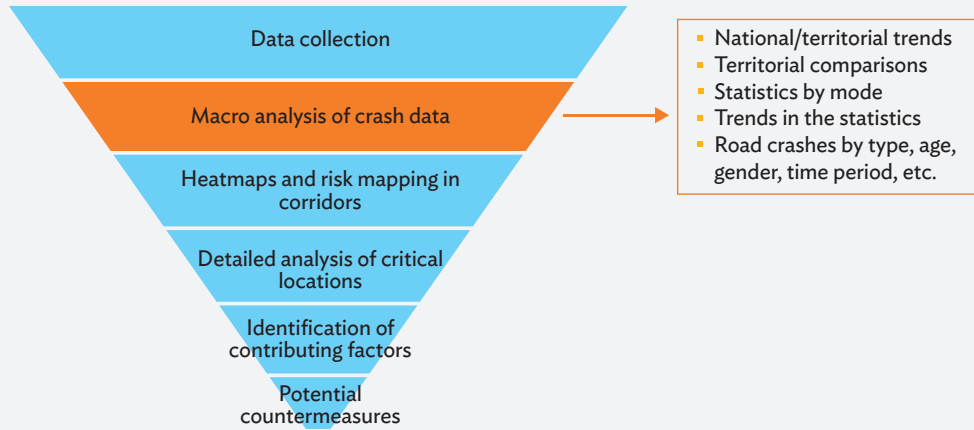 Data collection
Macro analysis of crash data
Heatmaps and risk mapping in
corridors
Detailed analysis of critical
locations
Identification of
contributing factors
Potential
countermeasures
National/territorial trends
Territorial comparisons
Statistics by mode
Trends in the statistics
Road crashes by type, age,
gender, time period, etc.